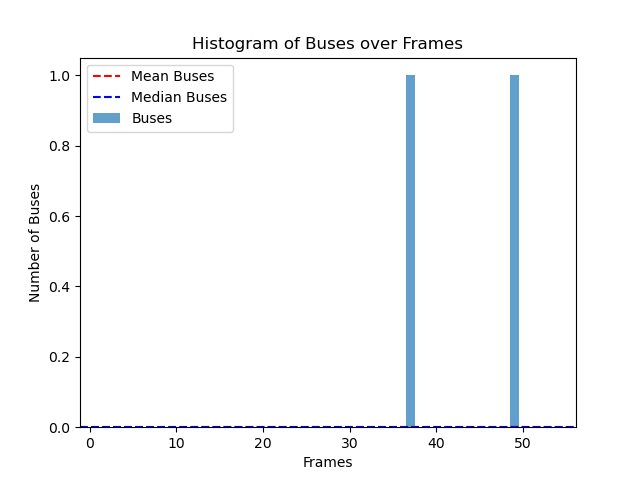 Histogram of Buses over Frames
Mean Buses
Median Buses
Buses
Number of Buses
1.0
0.8
0.6
0.4
0.2
0.0
0 10 20 30 40 50
Frames